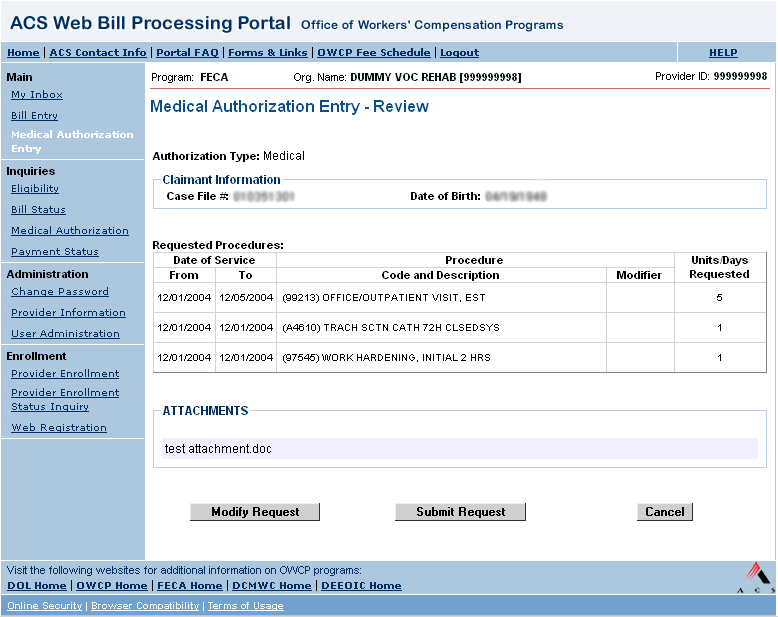 ACS Web Bill Processing Portal Office of Workers' Compensation Programs
Home | ACS Contact Info | Portal FAQ | Forms & Links | OWCP Fee Schedule | Logout HELP
Main
My Inbox
Bill Entry
Medical Authorization
Entry
Inquiries
Eligibility
Bill Status
Medical Authorization
Payment Status
Administration
Change Password
Provider Information
User Administration
Enrollment
Provider Enrollment
Provider Enrollment
Status Inquiry
Web Registration
Program: FECA Org. Name: DUMMY VOC REHAB [999999998] Provider ID: 999999998
Medical Authorization Entry - Review
Authorization Type: Medical
Claimant Information
Case File #: Date of Birth:
Requested Procedures:
Date of Service Procedure Units/Days
From To Code and Description Modifier Requested
12/01/2004 12/05/2004 (99213) OFFICE/OUTPATIENT VISIT, EST 5
12/01/2004 12/01/2004 (A4610) TRACH SCTN CATH 72H CLSEDSYS 1
12/01/2004 12/01/2004 (97545) WORK HARDENING, INITIAL 2 HRS 1
ATTACHMENTS
test attachment.doc
Modify Request Submit Request Cancel
Visit the following websites for additional information on OWCP programs:
DOL Home | OWCP Home | FECA Home | DCMWC Home | DEEOIC Home
A C S
Online Security | Browser Compatibility | Terms of Usage